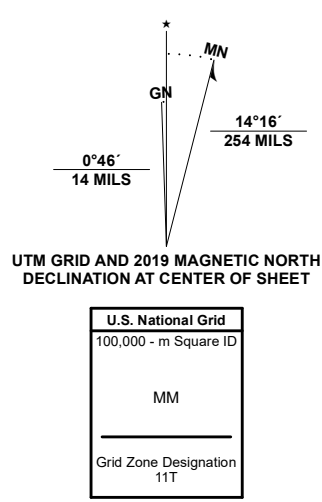 ★
MN
GN
14°16´
254 MILS
0°46´
14 MILS
UTM GRID AND 2019 MAGNETIC NORTH
DECLINATION AT CENTER OF SHEET
U.S. National Grid
100,000 - m Square ID
MM
Grid Zone Designation
11T